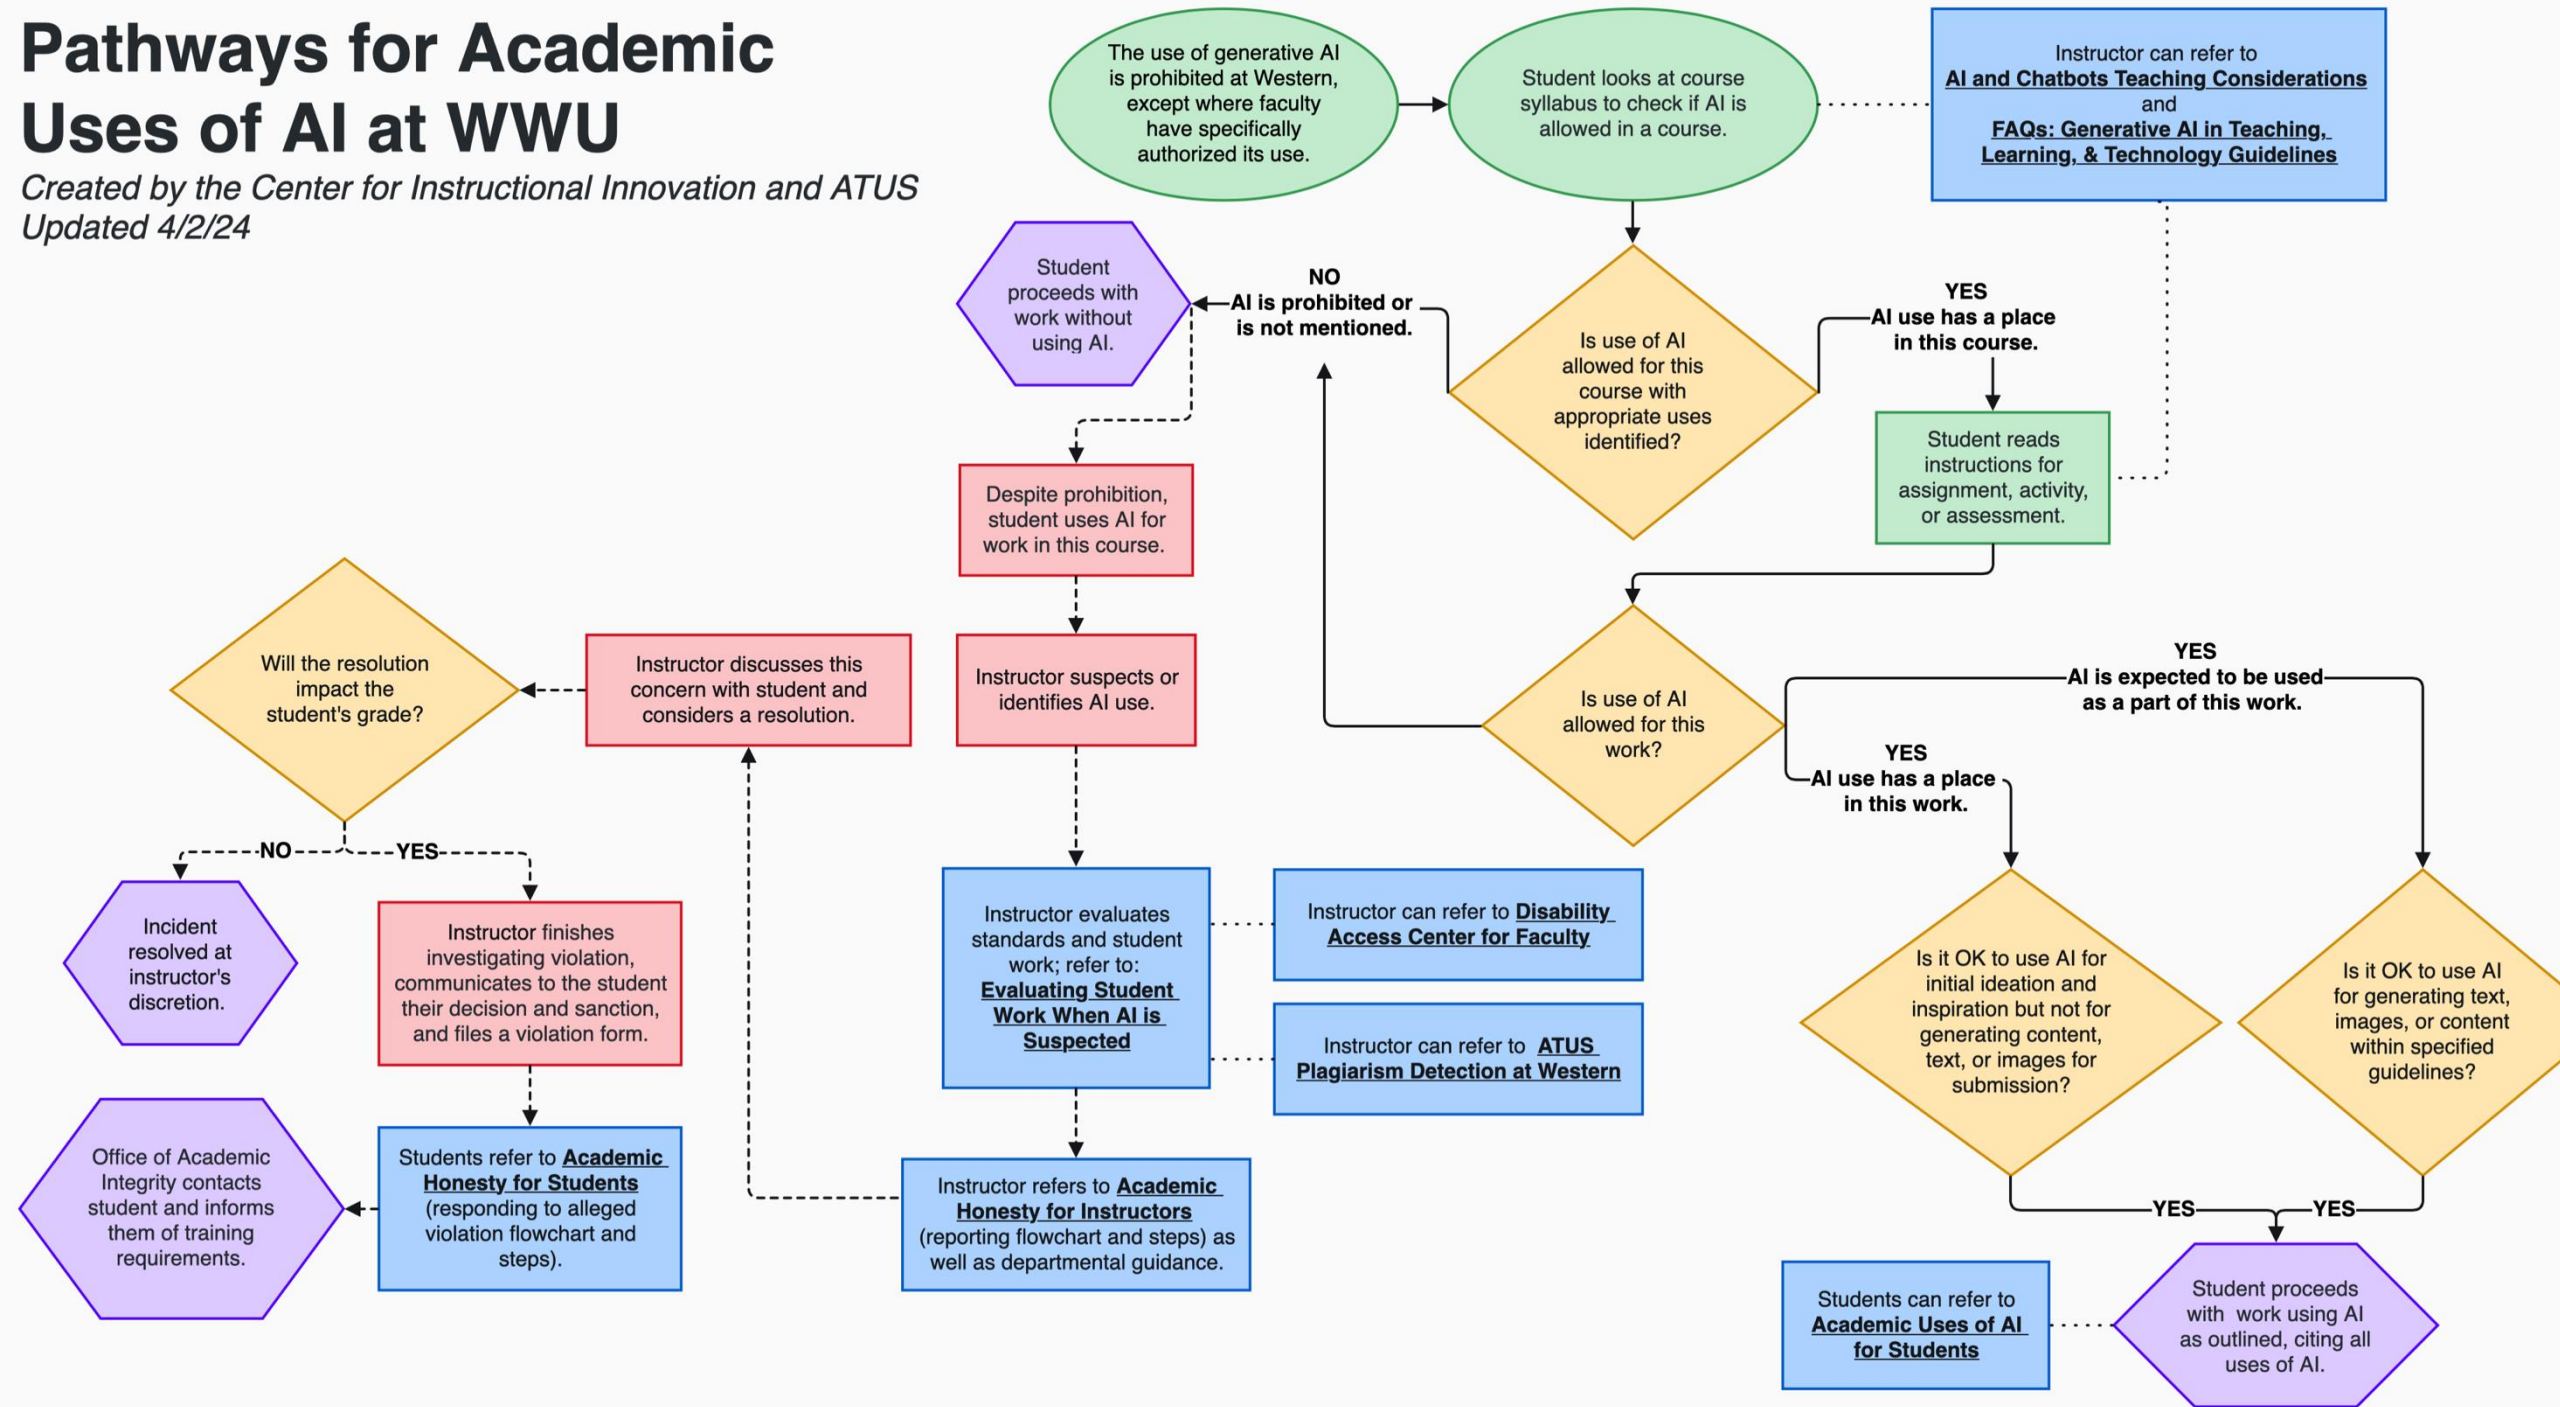 Pathways for Academic
Uses of AI at WWU
Created by the Center for Instructional Innovation and ATUS
Updated 4/2/24
The use of generative AI
is prohibited at Western,
except where faculty
have specifically
authorized its use.
Student looks at course
syllabus to check if AI is
allowed in a course.
Instructor can refer to
AI and Chatbots Teaching Considerations
and
FAQs: Generative AI in Teaching,
Learning, & Technology Guidelines
Student
proceeds with
work without
using AI.
NO
AI is prohibited or
is not mentioned.
Is use of AI
allowed for this
course with
appropriate uses
identified?
YES
AI use has a place
in this course.
Student reads
instructions for
assignment, activity,
or assessment.
Despite prohibition,
student uses AI for
work in this course.
Will the resolution
impact the
student's grade?
Instructor discusses this
concern with student and
considers a resolution.
Instructor suspects or
identifies AI use.
Is use of AI
allowed for this
work?
YES
AI is expected to be used
as a part of this work.
YES
AI use has a place
in this work.
NO
YES
Incident
resolved at
instructor's
discretion.
Instructor finishes
investigating violation,
communicates to the student
their decision and sanction,
and files a violation form.
Instructor evaluates
standards and student
work; refer to:
Evaluating Student
Work When AI is
Suspected
Instructor can refer to Disability
Access Center for Faculty
Instructor can refer to ATUS
Plagiarism Detection at Western
Is it OK to use AI for
initial ideation and
inspiration but not for
generating content,
text, or images for
submission?
Is it OK to use AI
for generating text,
images, or content
within specified
guidelines?
Office of Academic
Integrity contacts
student and informs
them of training
requirements.
Students refer to Academic
Honesty for Students
(responding to alleged
violation flowchart and
steps).
Instructor refers to Academic
Honesty for Instructors
(reporting flowchart and steps) as
well as departmental guidance.
YES
YES
Students can refer to
Academic Uses of AI
for Students
Student proceeds
with work using AI
as outlined, citing all
uses of AI.